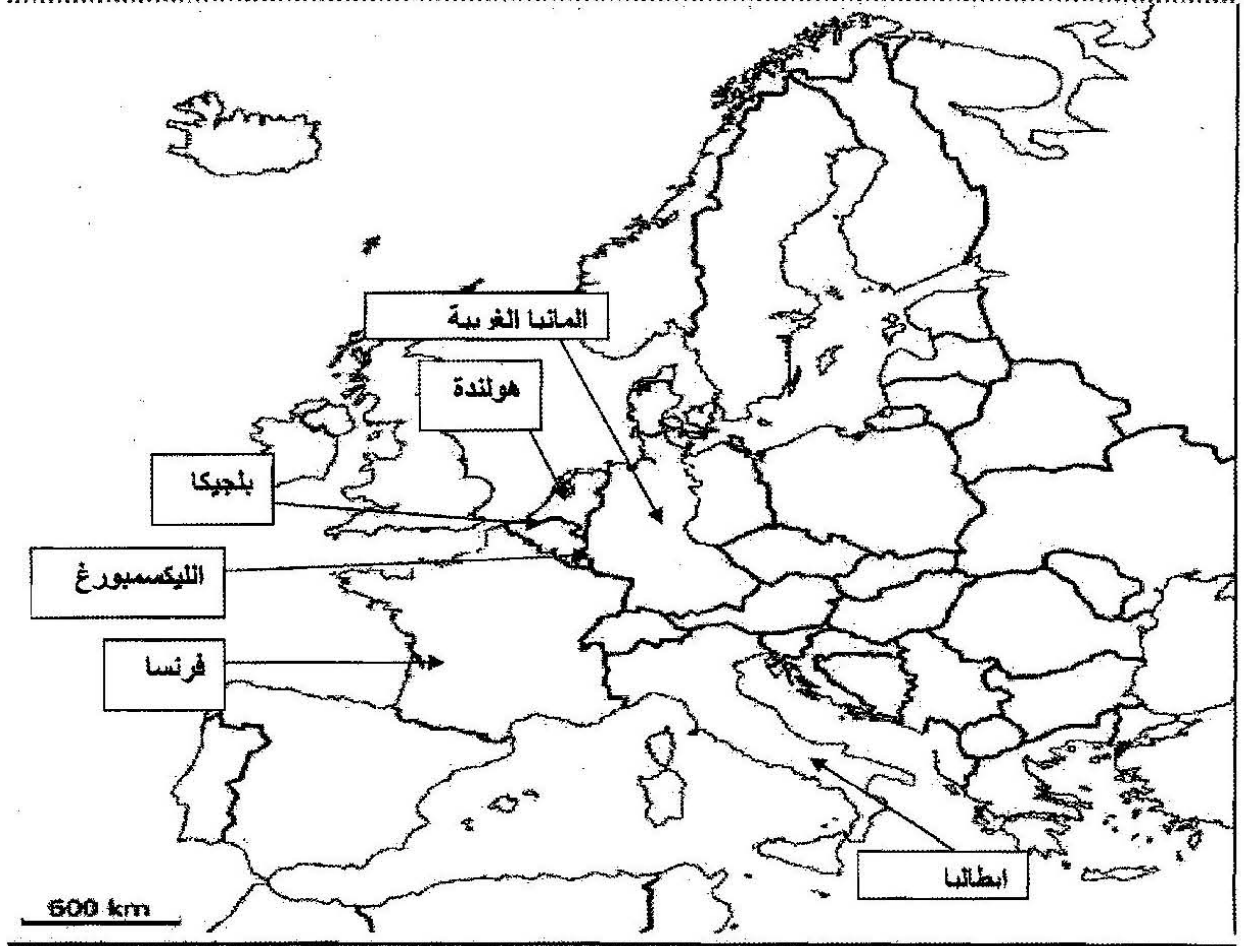 المانيا الغربية
هولندة
بلجيكا
الليكسمبورغ
فرنسا
ايطاليا
600 km